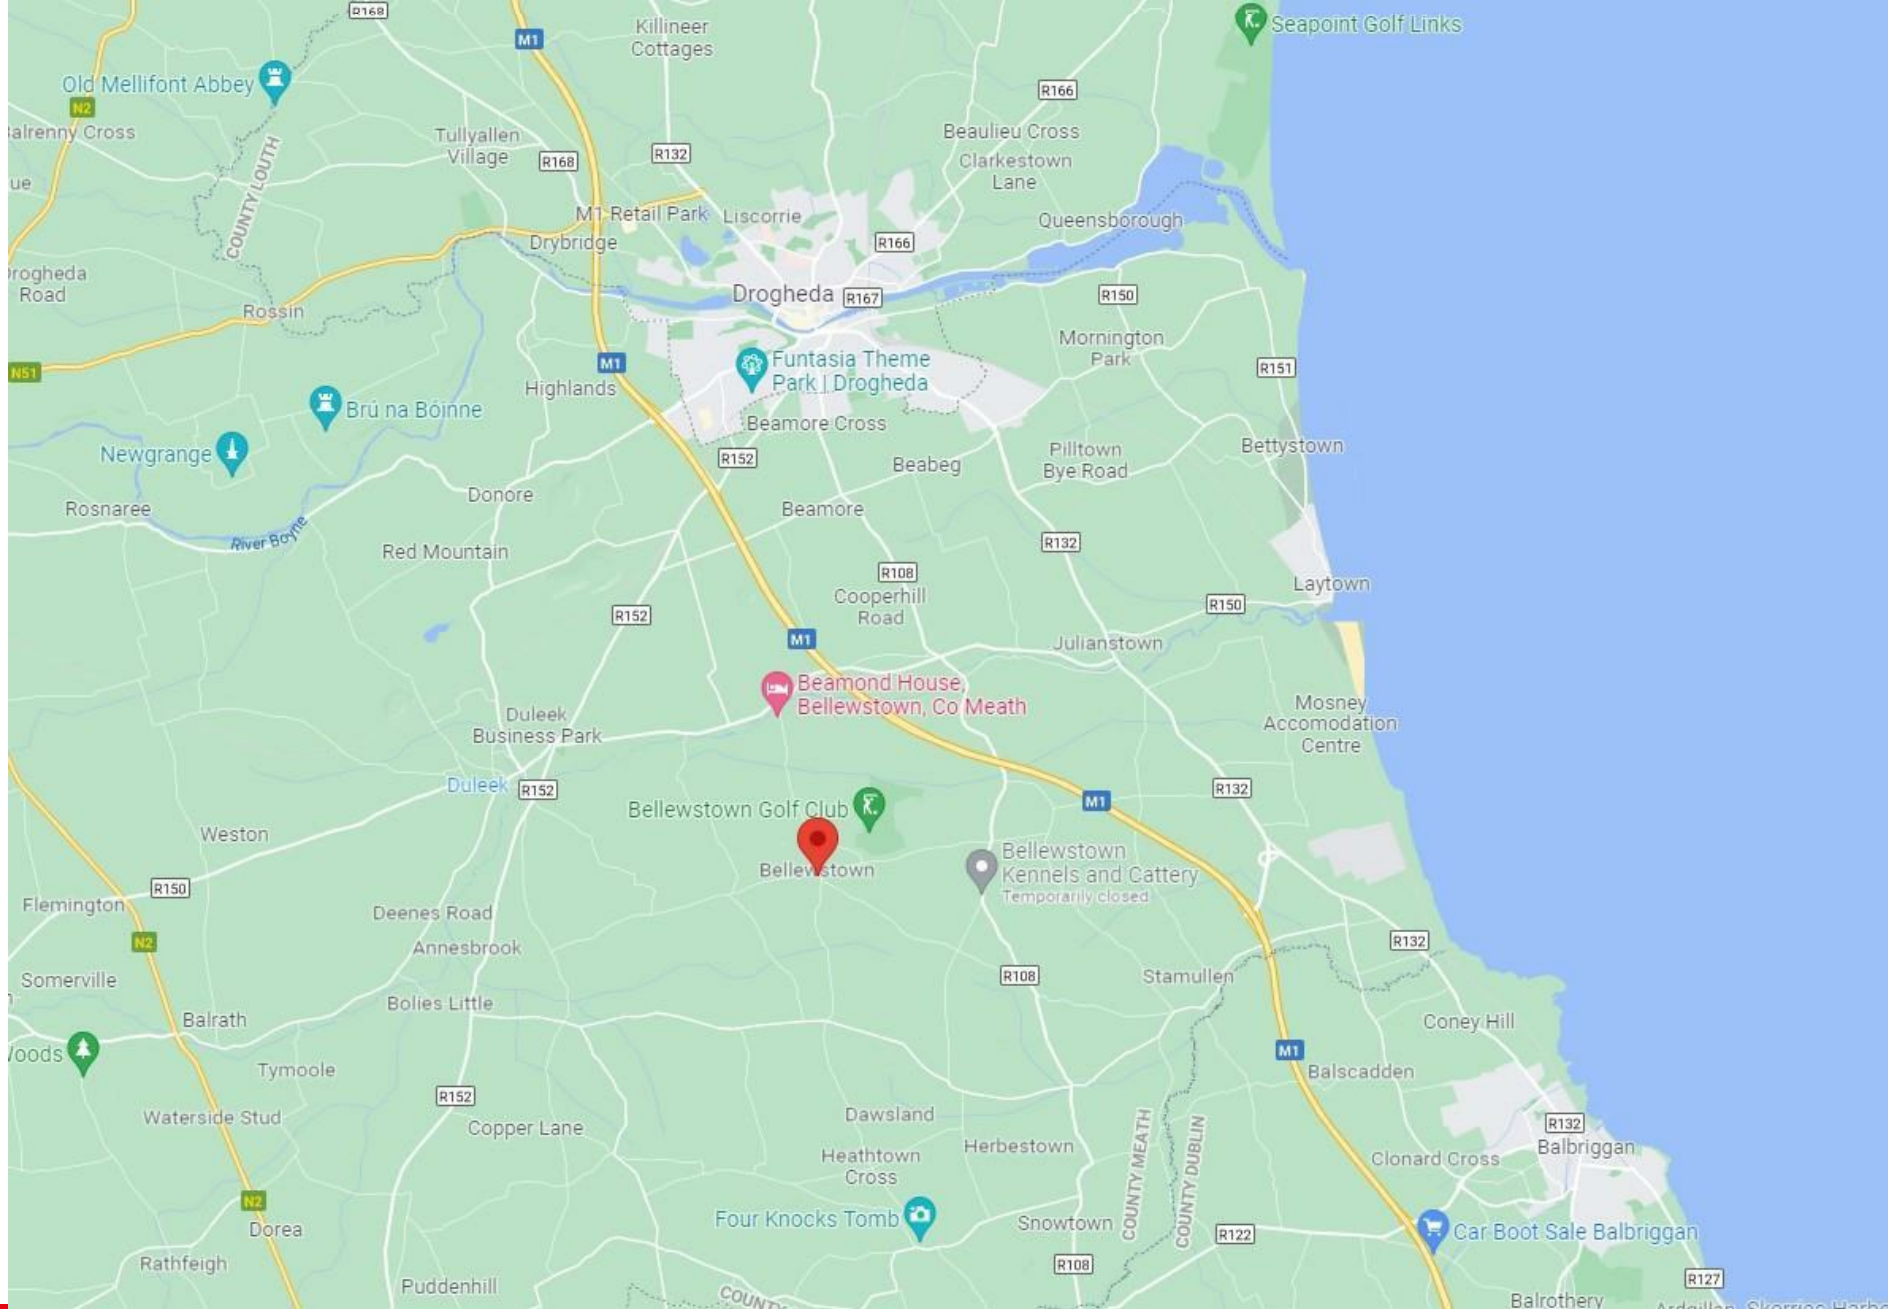 R168
M1
Killineer
Cottages
Seapoint Golf Links
Old Mellifont Abbey
N2
R166
Balrenny Cross
Tullyallen
Village
R168
R132
Beaulieu Cross
Clarkestown
Lane
COUNTY LOUTH
M1 Retail Park
Liscorrie
Queensborough
Drybridge
R166
Drogheda
Road
Drogheda
R167
R150
Rossin
Mornington
Park
N51
M1
Funtasia Theme
Park | Drogheda
R151
Highlands
Brú na Bóinne
Beamore Cross
Newgrange
R152
Beabeg
Pilltown
Bye Road
Bettystown
Donore
Rosnaree
Beamore
River Boyne
Red Mountain
R132
R108
Cooperhill
Road
Laytown
R152
R150
M1
Julianstown
Beamond House,
Bellewstown, Co Meath
Duleek
Business Park
Mosney
Accomodation
Centre
Duleek
R152
R132
M1
Bellewstown Golf Club
Weston
Bellewstown
Bellewstown
Kennels and Cattery
Temporarily closed
R150
Flemington
Deenes Road
N2
Annesbrook
R132
Somerville
R108
Stamullen
Bolies Little
Balrath
Coney Hill
M1
Woods
Tymoole
Balscadden
R152
Waterside Stud
Copper Lane
Dawsland
R132
Herbestown
COUNTY MEATH
COUNTY DUBLIN
Heathtown
Cross
Clonard Cross
Balbriggan
N2
Four Knocks Tomb
Snowtown
R122
Car Boot Sale Balbriggan
Dorea
Rathfeigh
R108
Puddenhill
R127
COUNTY
Balrothery